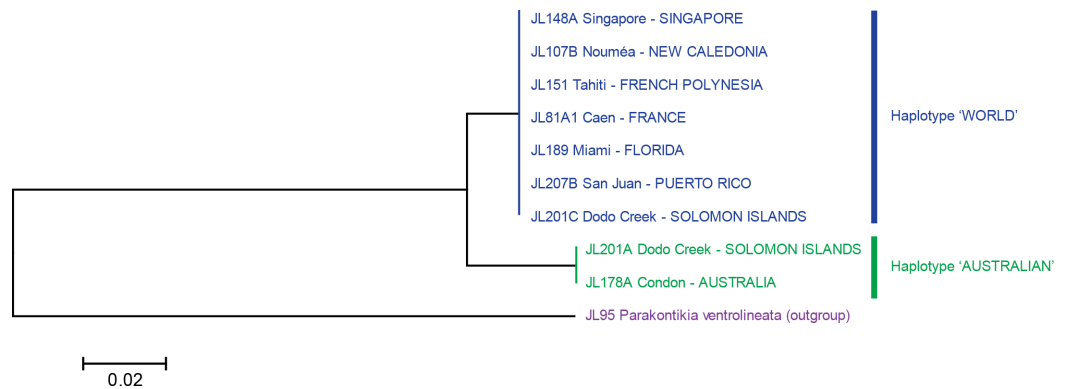 JL148A Singapore - SINGAPORE
JL107B Nouméa - NEW CALEDONIA
JL151 Tahiti - FRENCH POLYNESIA
JL81A1 Caen - FRANCE
Haplotype ‘WORLD’
JL189 Miami - FLORIDA
JL207B San Juan - PUERTO RICO
JL201C Dodo Creek - SOLOMON ISLANDS
JL201A Dodo Creek - SOLOMON ISLANDS
Haplotype ‘AUSTRALIAN’
JL178A Condon - AUSTRALIA
JL95 Parakontikia ventrolineata (outgroup)
0.02